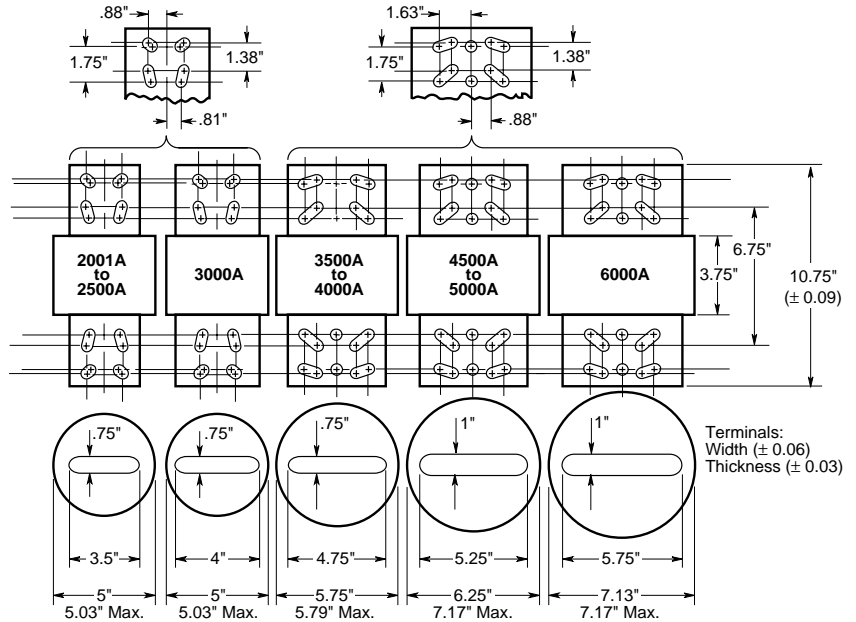 .88"
1.63"
1.75"
1.38"
1.75"
1.38"
.81"
.88"
2001A
to
2500A
3000A
3500A
to
4000A
4500A
to
5000A
6000A
3.75"
6.75"
10.75"
(± 0.09)
.75"
.75"
.75"
1"
1"
Terminals:
Width (± 0.06)
Thickness (± 0.03)
3.5"
4"
4.75"
5.25"
5.75"
5"
5"
5.75"
6.25"
7.13"
5.03" Max.
5.03" Max.
5.79" Max.
7.17" Max.
7.17" Max.